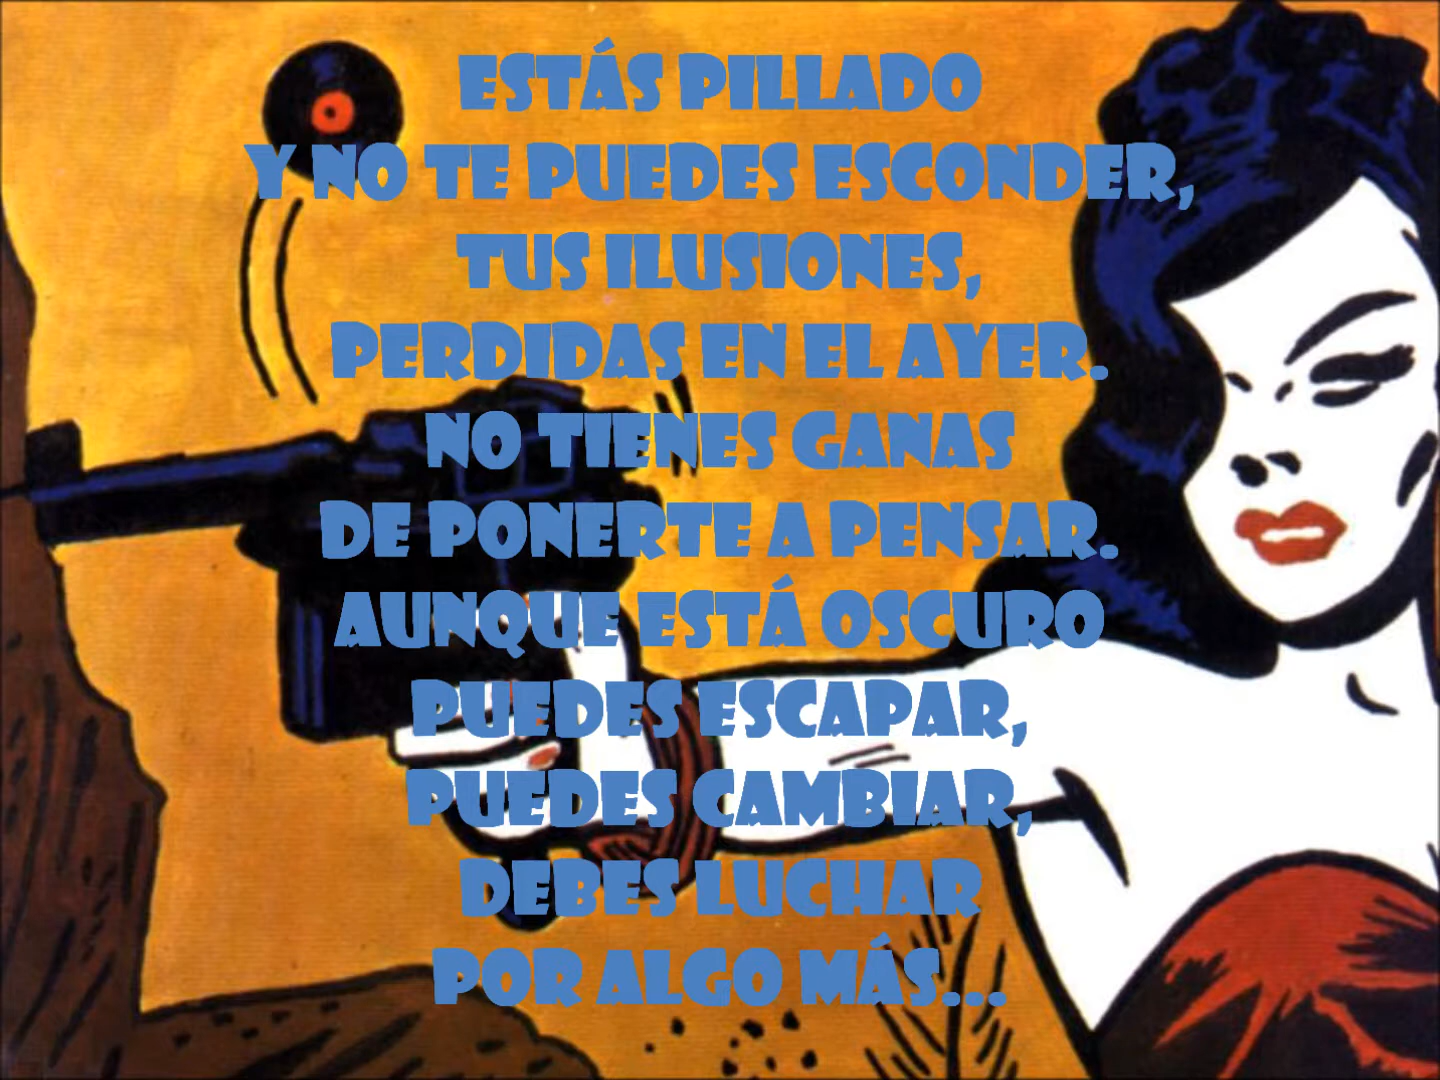 ESTÁS PILLADO
Y NO TE PUEDES ESCONDER,
TUS ILUSIONES,
PERDIDAS EN EL AYER.
NO TIENES GANAS
DE PONERTE A PENSAR.
AUNQUE ESTÁ OSCURO
PUEDES ESCAPAR,
PUEDES CAMBIAR,
DEBES LUCHAR
POR ALGO MÁS...